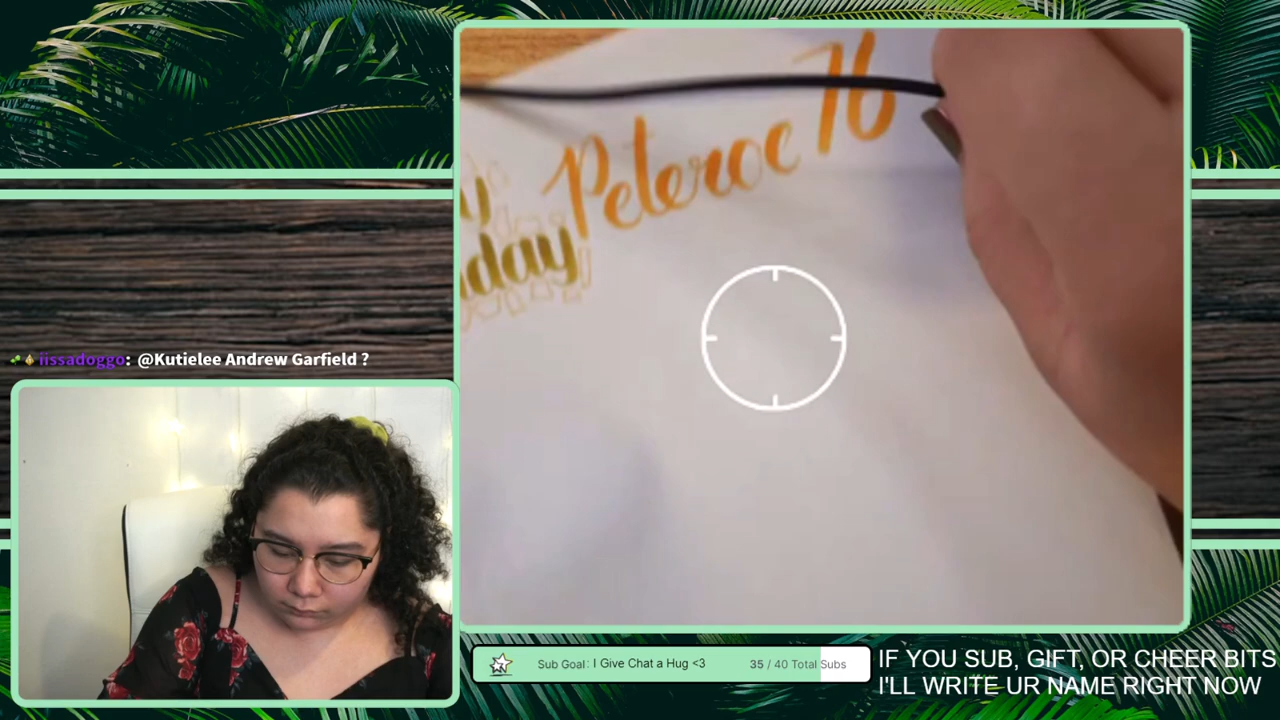 Peteroc 76
y
day
iissadoggo: @Kutielee Andrew Garfield ?
Sub Goal: I Give Chat a Hug <3 35 / 40 Total Subs
IF YOU SUB, GIFT, OR CHEER BITS
I'LL WRITE UR NAME RIGHT NOW